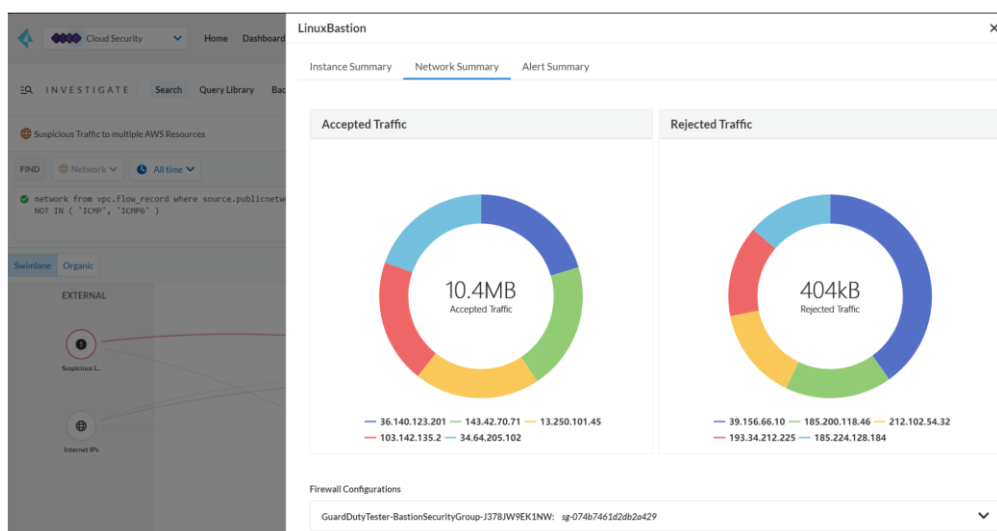 LinuxBastion
Cloud Security
Home Dashboard
Instance Summary Network Summary Alert Summary
INVESTIGATE Search Query Library Bac
Suspicious Traffic to multiple AWS Resources
FIND Network All time
network from vpc.flow_record where source.publicnetw
NOT IN ( 'ICMP', 'ICMP6' )
Swimlane Organic
EXTERNAL
Suspicious I...
Internet IPs
Accepted Traffic
10.4MB
Accepted Traffic
36.140.123.201 143.42.70.71 13.250.101.45
103.142.135.2 34.64.205.102
Rejected Traffic
404kB
Rejected Traffic
39.156.66.10 185.200.118.46 212.102.54.32
193.34.212.225 185.224.128.184
Firewall Configurations
GuardDutyTester-BastionSecurityGroup-J378JW9EK1NW: sg-074b7461d2db2a429